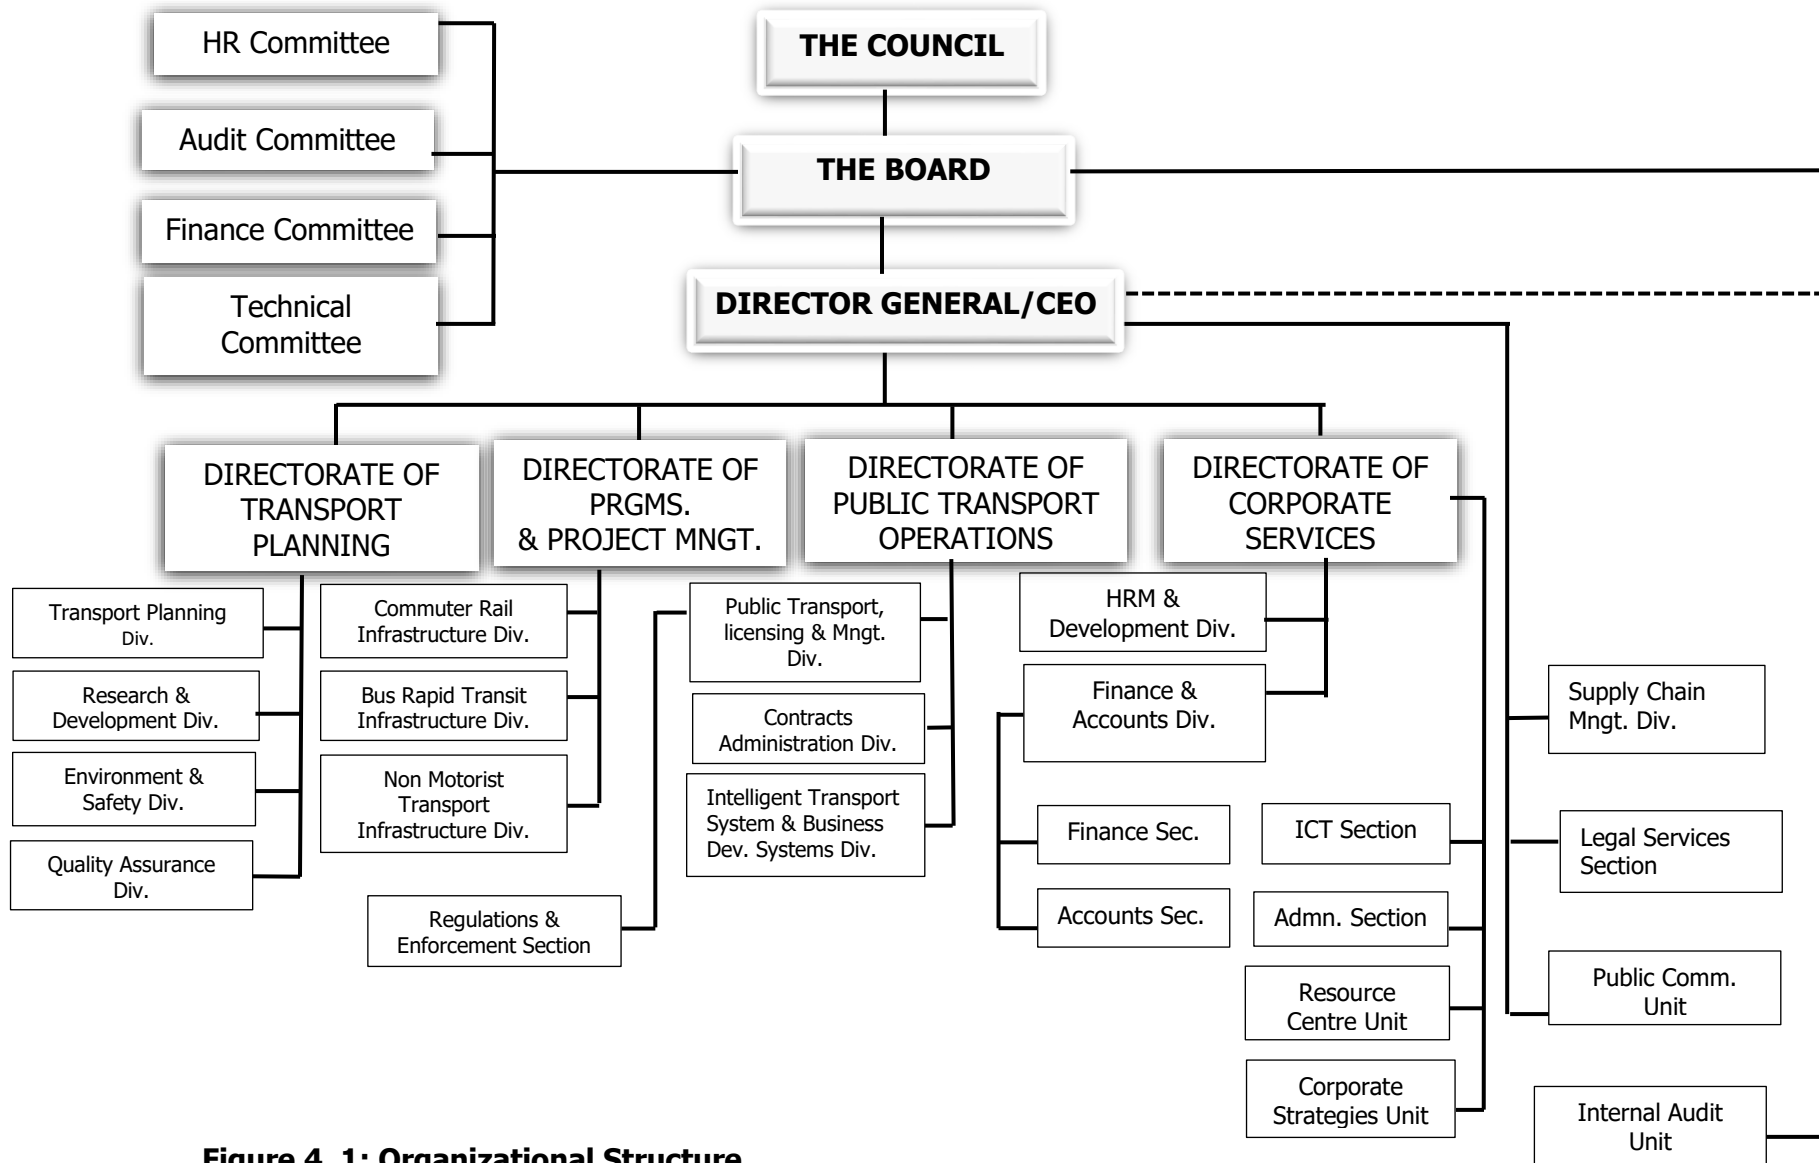 HR Committee
THE COUNCIL
Audit Committee
THE BOARD
Finance Committee
Technical
Committee
DIRECTOR GENERAL/CEO
DIRECTORATE OF
TRANSPORT
PLANNING
DIRECTORATE OF
PRGMS.
& PROJECT MNGT.
DIRECTORATE OF
PUBLIC TRANSPORT
OPERATIONS
DIRECTORATE OF
CORPORATE
SERVICES
Transport Planning
Div.
Research &
Development Div.
Environment &
Safety Div.
Quality Assurance
Div.
Commuter Rail
Infrastructure Div.
Bus Rapid Transit
Infrastructure Div.
Non Motorist
Transport
Infrastructure Div.
Regulations &
Enforcement Section
Public Transport,
licensing & Mngt.
Div.
Contracts
Administration Div.
Intelligent Transport
System & Business
Dev. Systems Div.
HRM &
Development Div.
Finance &
Accounts Div.
Finance Sec.
Accounts Sec.
ICT Section
Admn. Section
Resource
Centre Unit
Corporate
Strategies Unit
Supply Chain
Mngt. Div.
Legal Services
Section
Public Comm.
Unit
Internal Audit
Unit
Figure 4. 1: Organizational Structure